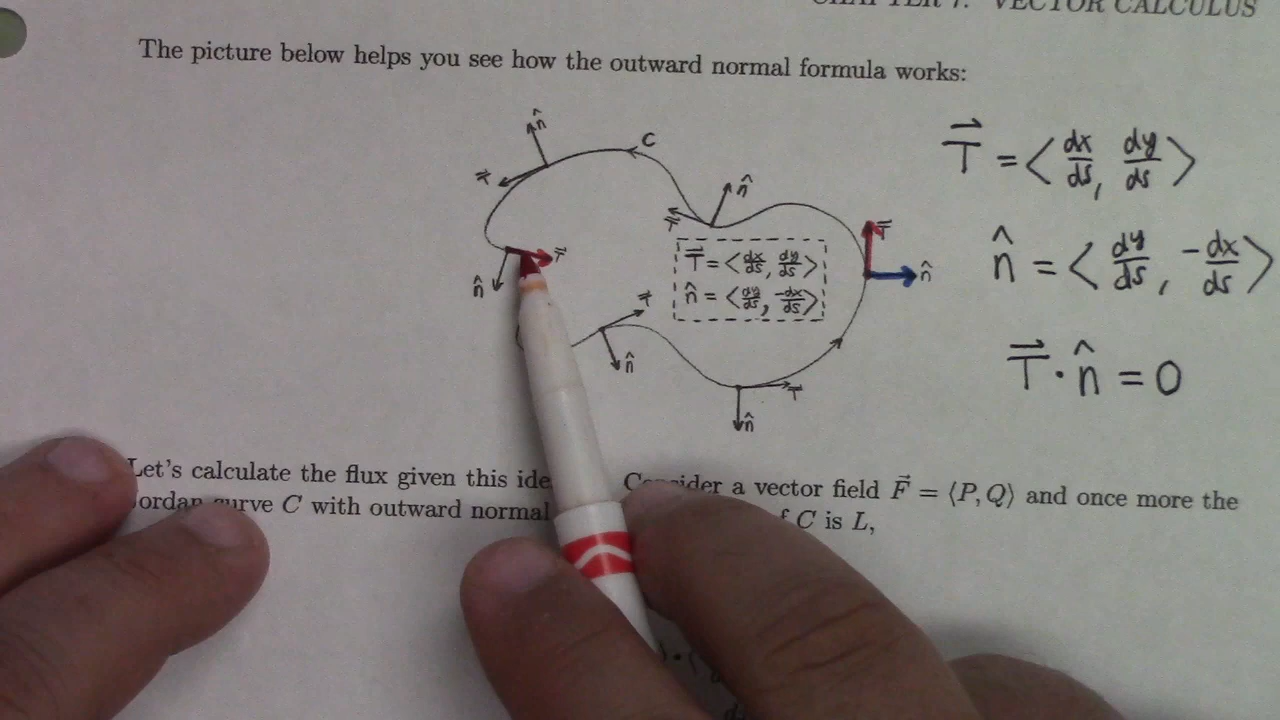 CHAPTER 7. VECTOR CALCULUS
The picture below helps you see how the outward normal formula works:
n̂
C
T⃗
n̂
T⃗
T⃗ = ⟨dx/ds, dy/ds⟩
n̂ = ⟨dy/ds, -dx/ds⟩
T⃗
n̂
T⃗
n̂
T⃗
n̂
T⃗
n̂
T⃗ = ⟨dx/ds, dy/ds⟩
n̂ = ⟨dy/ds, -dx/ds⟩
T⃗ · n̂ = 0
Let's calculate the flux given this Consider a vector field F⃗ = ⟨P, Q⟩ and once more the
Jordan curve C with outward normal of C is L,